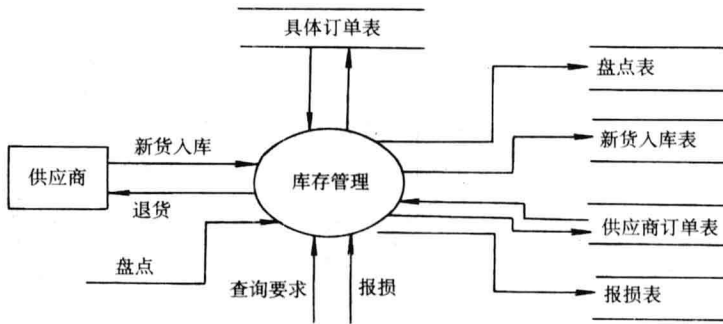 具体订单表
盘点表
新货入库
新货入库表
供应商
库存管理
退货
供应商订单表
盘点
查询要求
报损
报损表